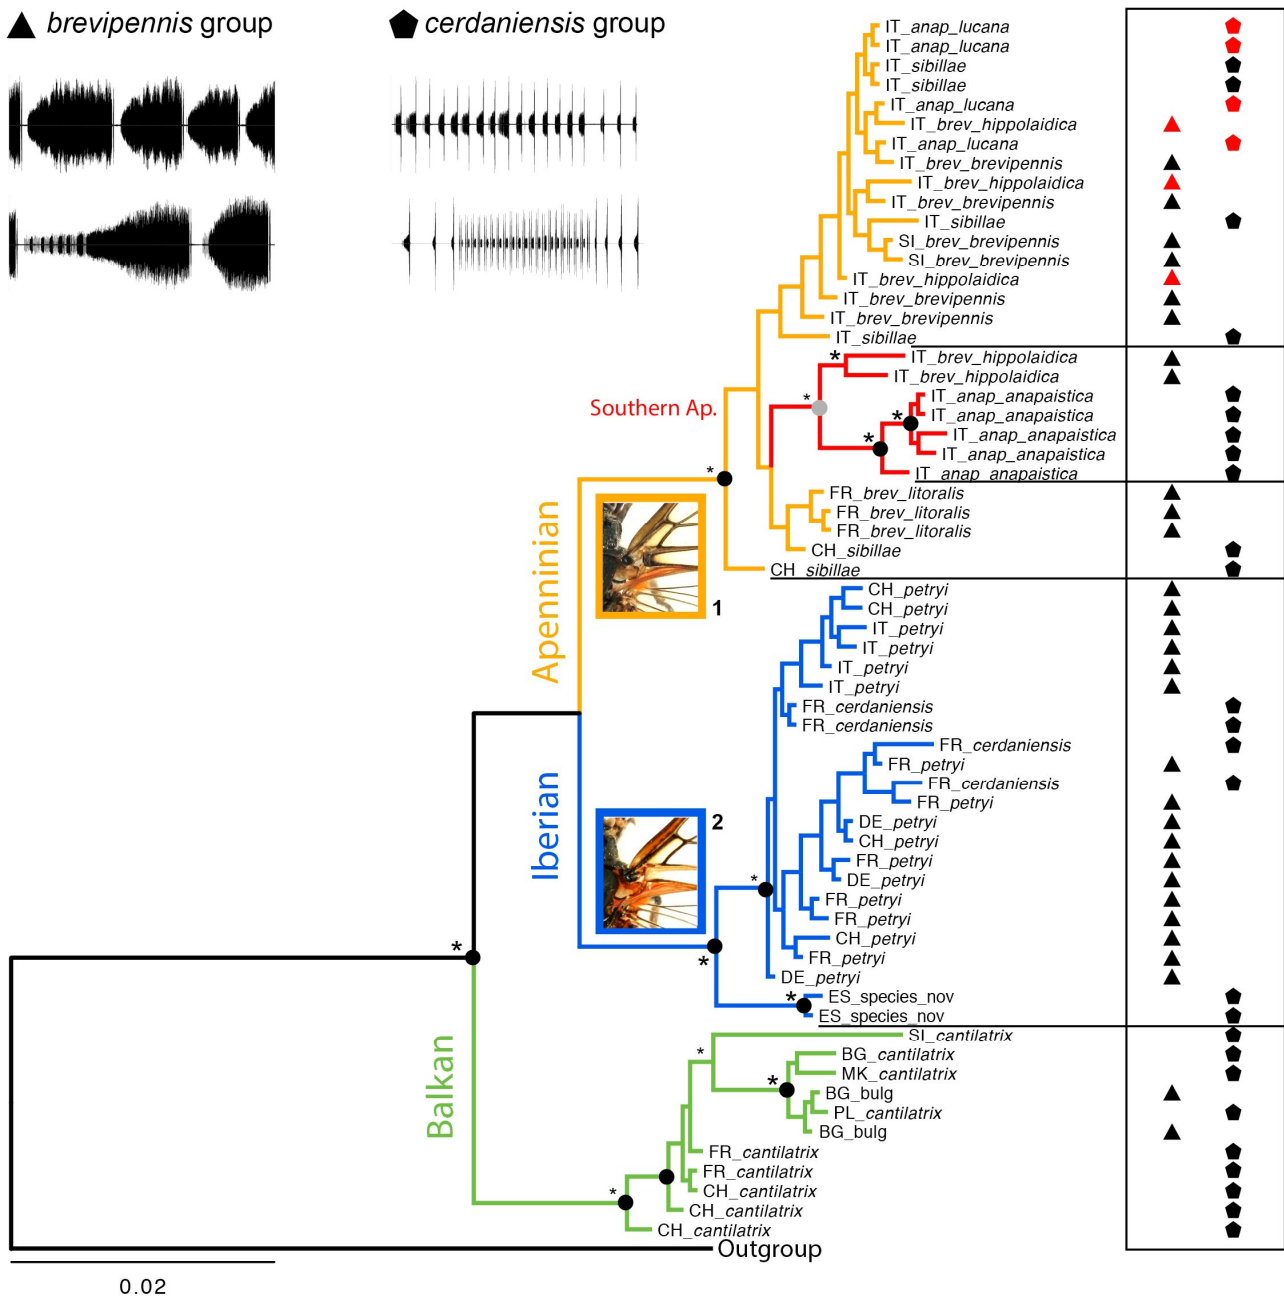 brevipennis group
cerdaniensis group
IT_anap_lucana
IT_anap_lucana
IT_sibillae
IT_sibillae
IT_anap_lucana
IT_brev_hippolaidica
IT_anap_lucana
IT_brev_brevipennis
IT_brev_hippolaidica
IT_brev_brevipennis
IT_sibillae
SI_brev_brevipennis
SI_brev_brevipennis
IT_brev_hippolaidica
IT_brev_brevipennis
IT_brev_brevipennis
IT_sibillae
* IT_brev_hippolaidica
IT_brev_hippolaidica
Southern Ap. *
IT_anap_anapaistica
* IT_anap_anapaistica
IT_anap_anapaistica
* IT_anap_anapaistica
IT_anap_anapaistica
*
FR_brev_litoralis
FR_brev_litoralis
FR_brev_litoralis
CH_sibillae
CH_sibillae
Apenninian
1
CH_petryi
CH_petryi
IT_petryi
IT_petryi
IT_petryi
IT_petryi
FR_cerdaniensis
FR_cerdaniensis
FR_cerdaniensis
FR_petryi
FR_cerdaniensis
FR_petryi
Iberian
2
DE_petryi
CH_petryi
FR_petryi
DE_petryi
*
FR_petryi
FR_petryi
CH_petryi
FR_petryi
DE_petryi
*
*
* ES_species_nov
ES_species_nov
Balkan
SI_cantilatrix
*
BG_cantilatrix
* MK_cantilatrix
BG_bulg
PL_cantilatrix
BG_bulg
FR_cantilatrix
FR_cantilatrix
* CH_cantilatrix
CH_cantilatrix
CH_cantilatrix
Outgroup
0.02